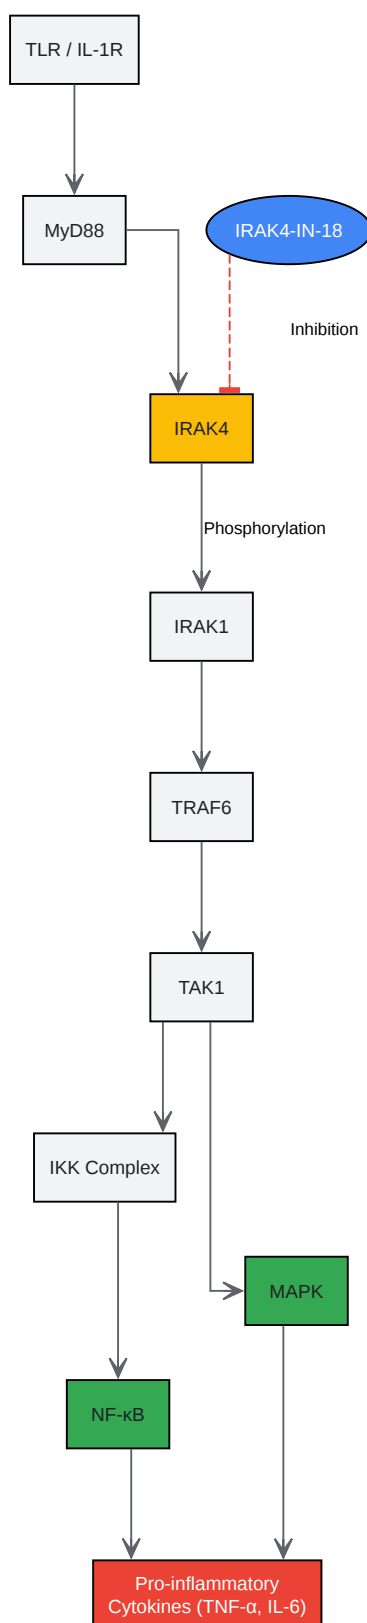 TLR / IL-1R
MyD88
IRAK4-IN-18
Inhibition
IRAK4
Phosphorylation
IRAK1
TRAF6
TAK1
IKK Complex
MAPK
NF-κB
Pro-inflammatory
Cytokines (TNF-α, IL-6)